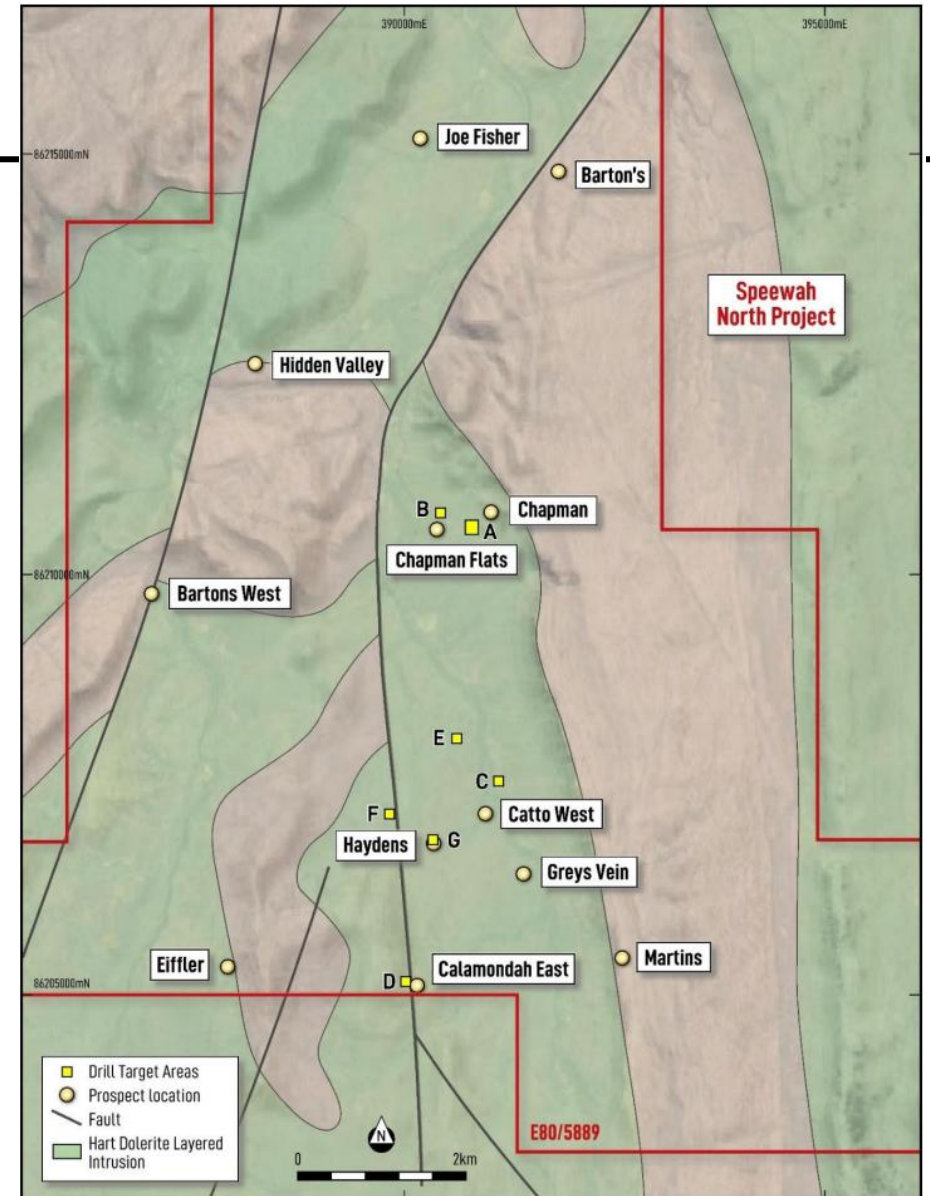 390000mE
395000mE
86215000mN
Joe Fisher
Barton's
Speewah
North Project
Hidden Valley
B
Chapman
A
Chapman Flats
86210000mN
Bartons West
E
C
F
Catto West
Haydens
G
Greys Vein
Eiffler
Martins
D
Calamondah East
86205000mN
Drill Target Areas
Prospect location
Fault
Hart Dolerite Layered
Intrusion
N
0
2km
E80/5889